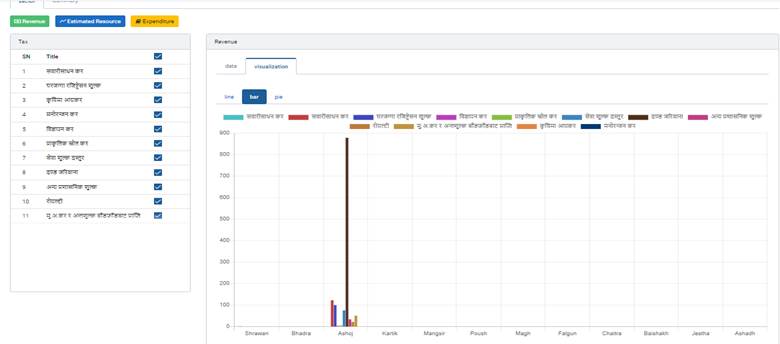 Revenue
Estimated Resource
Expenditure
Tax
SN Title
1 सवारीसाधन कर
2 घरजग्गा रजिष्ट्रेसन शुल्क
3 कृषिमा आयकर
4 मनोरन्जन कर
5 विज्ञापन कर
6 प्राकृतिक स्रोत कर
7 सेवा शुल्क दस्तुर
8 दण्ड जरिवाना
9 अन्य प्रशासनिक शुल्क
10 रोयल्टी
11 मु.अ.कर र अन्तशुल्क बाँडफाँडबाट प्राप्ति
Revenue
data visualization
line bar pie
सवारीसाधन कर सवारीसाधन कर घरजग्गा रजिष्ट्रेसन शुल्क विज्ञापन कर प्राकृतिक स्रोत कर सेवा शुल्क दस्तुर दण्ड जरिवाना अन्य प्रशासनिक शुल्क
रोयल्टी मु.अ.कर र अन्तशुल्क बाँडफाँडबाट प्राप्ति कृषिमा आयकर मनोरन्जन कर
900
800
700
600
500
400
300
200
100
0
Shrawan Bhadra Ashoj Kartik Mangsir Poush Magh Falgun Chaitra Baishakh Jestha Ashadh